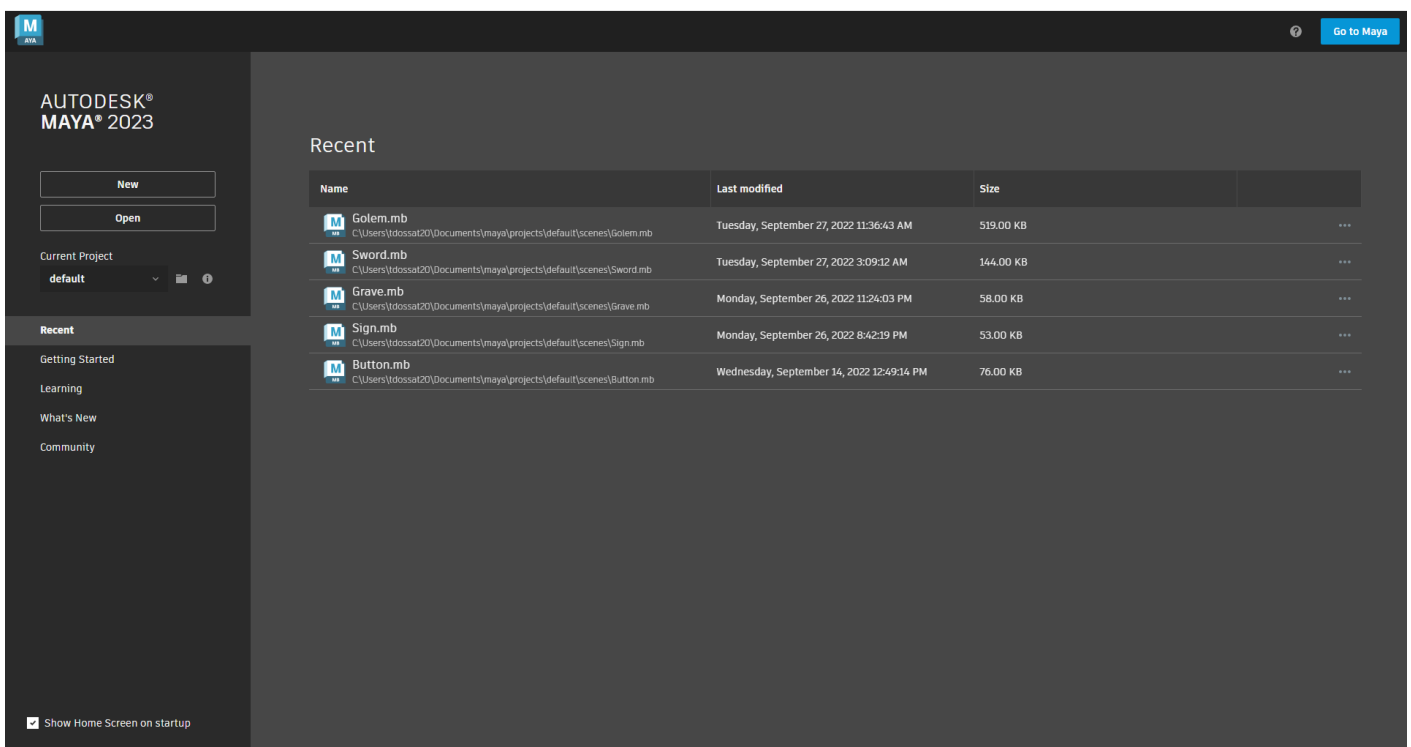 M
AYA
Go to Maya
AUTODESK®
MAYA® 2023
New
Open
Current Project
default
Recent
Getting Started
Learning
What's New
Community
Show Home Screen on startup
Recent
Name Last modified Size
M
MB
Golem.mb
C\Users\tdossat20\Documents\maya\projects\default\scenes\Golem.mb
Tuesday, September 27, 2022 11:36:43 AM 519.00 KB
M
MB
Sword.mb
C\Users\tdossat20\Documents\maya\projects\default\scenes\Sword.mb
Tuesday, September 27, 2022 3:09:12 AM 144.00 KB
M
MB
Grave.mb
C\Users\tdossat20\Documents\maya\projects\default\scenes\Grave.mb
Monday, September 26, 2022 11:24:03 PM 58.00 KB
M
MB
Sign.mb
C\Users\tdossat20\Documents\maya\projects\default\scenes\Sign.mb
Monday, September 26, 2022 8:42:19 PM 53.00 KB
M
MB
Button.mb
C\Users\tdossat20\Documents\maya\projects\default\scenes\Button.mb
Wednesday, September 14, 2022 12:49:14 PM 76.00 KB